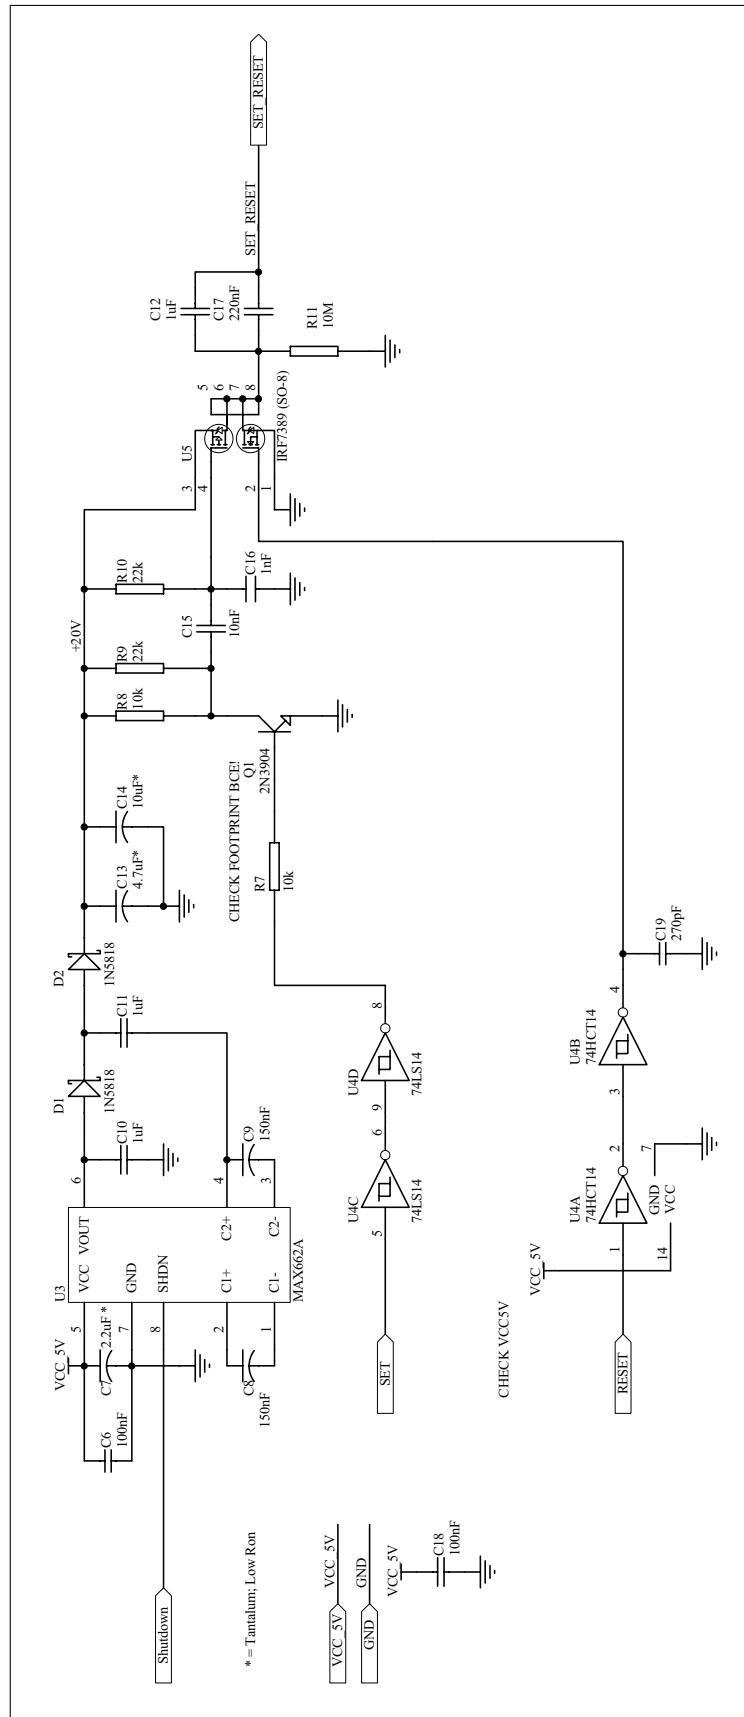 U3
MAX662A
VCC
VOUT
GND
SHDN
C1+
C2+
C1-
C2-
5
7
8
2
1
6
4
3
VCC_5V
C7
2.2uF *
C6
100nF
C8
150nF
C9
150nF
C10
1uF
D1
1N5818
C11
1uF
D2
1N5818
C13
4.7uF*
C14
10uF*
+20V
R8
10k
R9
22k
R10
22k
C15
10nF
C16
1nF
U5
3
4
2
1
5
6
7
8
IRF7389 (SO-8)
C12
1uF
C17
220nF
R11
10M
SET_RESET
SET_RESET
Shutdown
* = Tantalum; Low Ron
CHECK FOOTPRINT BCE!
Q1
2N3904
R7
10k
SET
5
U4C
74LS14
6
9
U4D
74LS14
8
VCC_5V
VCC_5V
GND
GND
VCC_5V
C18
100nF
CHECK VCC5V
VCC_5V
RESET
14
1
U4A
74HCT14
2
GND
VCC
7
3
U4B
74HCT14
4
C19
270pF